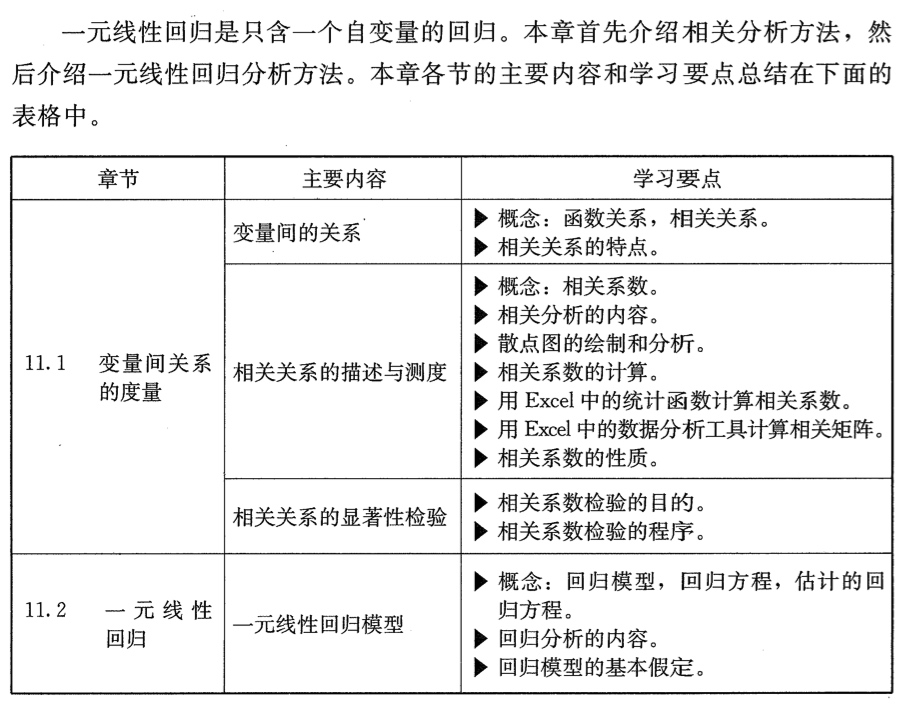 一元线性回归是只含一个自变量的回归。本章首先介绍相关分析方法，然
后介绍一元线性回归分析方法。本章各节的主要内容和学习要点总结在下面的
表格中。
章节 主要内容 学习要点
11.1 变量间关系
的度量
变量间的关系
▶ 概念：函数关系，相关关系。
▶ 相关关系的特点。
相关关系的描述与测度
▶ 概念：相关系数。
▶ 相关分析的内容。
▶ 散点图的绘制和分析。
▶ 相关系数的计算。
▶ 用 Excel 中的统计函数计算相关系数。
▶ 用 Excel 中的数据分析工具计算相关矩阵。
▶ 相关系数的性质。
相关关系的显著性检验
▶ 相关系数检验的目的。
▶ 相关系数检验的程序。
11.2 一元线性
回归
一元线性回归模型
▶ 概念：回归模型，回归方程，估计的回
归方程。
▶ 回归分析的内容。
▶ 回归模型的基本假定。